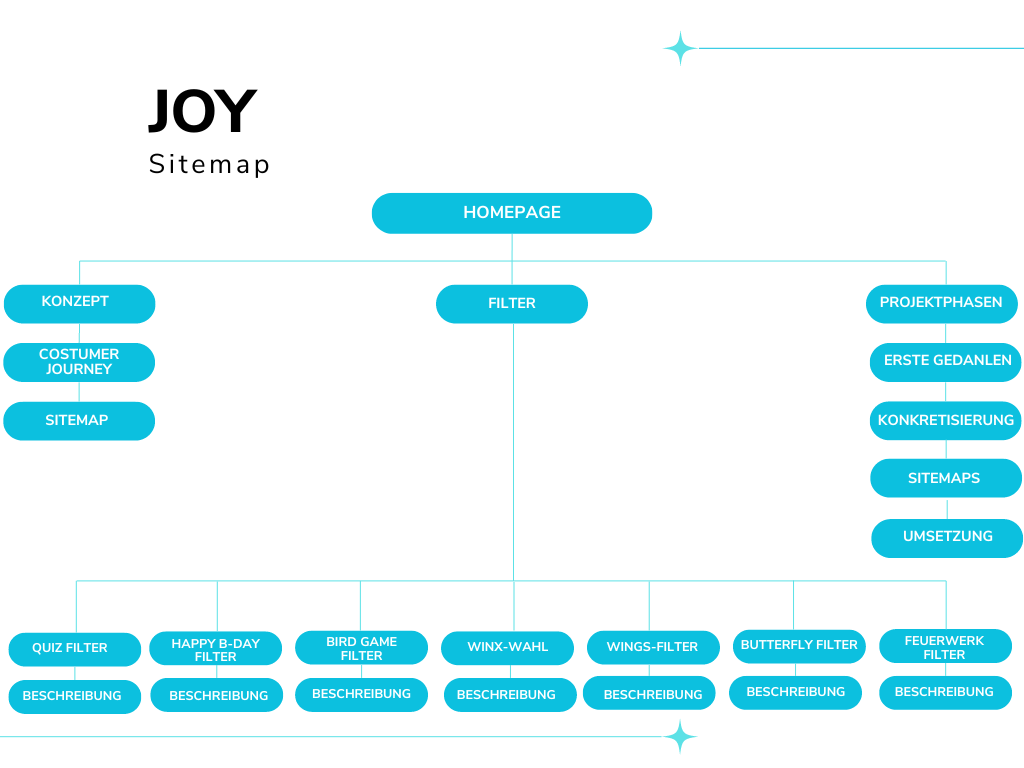 JOY
Sitemap
HOMEPAGE
KONZEPT
FILTER
PROJEKTPHASEN
COSTUMER
JOURNEY
ERSTE GEDANLEN
SITEMAP
KONKRETISIERUNG
SITEMAPS
UMSETZUNG
QUIZ FILTER
HAPPY B-DAY
FILTER
BIRD GAME
FILTER
WINX-WAHL
WINGS-FILTER
BUTTERFLY FILTER
FEUERWERK
FILTER
BESCHREIBUNG
BESCHREIBUNG
BESCHREIBUNG
BESCHREIBUNG
BESCHREIBUNG
BESCHREIBUNG
BESCHREIBUNG